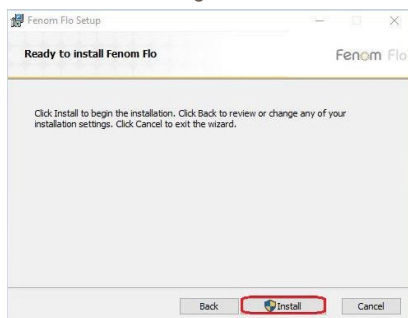 Fenom Flo Setup
Ready to install Fenom Flo
Fenom Flo
Click Install to begin the installation. Click Back to review or change any of your
installation settings. Click Cancel to exit the wizard.
Back
Install
Cancel